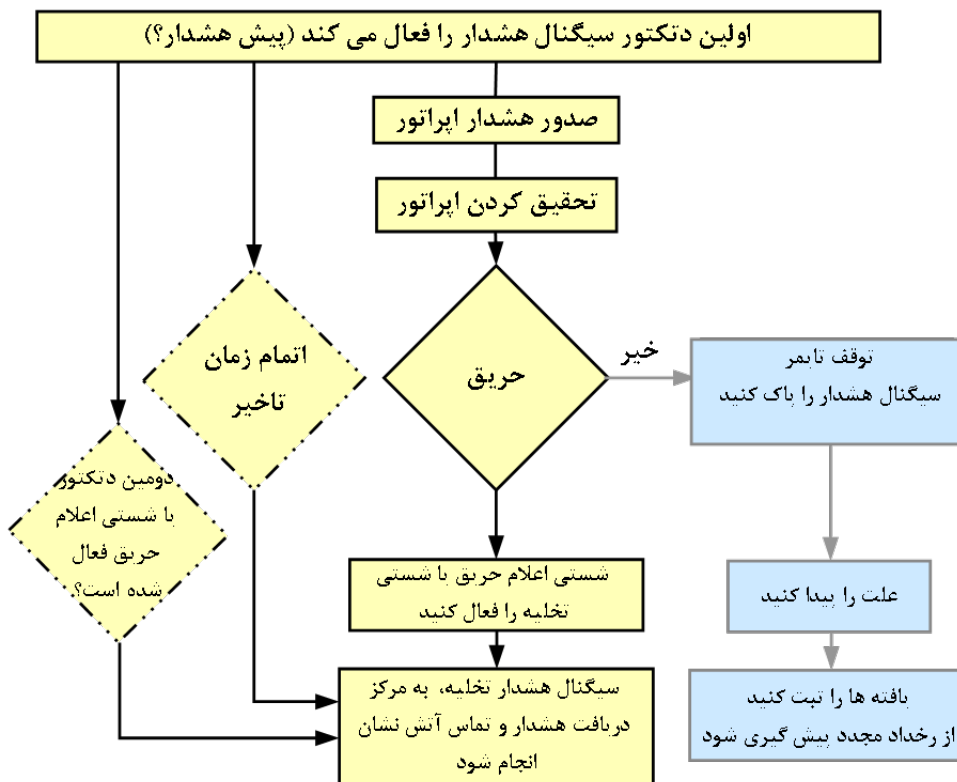 اولین دتکتور سیگنال هشدار را فعال می کند (پیش هشدار؟)
صدور هشدار اپراتور
تحقیق کردن اپراتور
حریق
خیر
توقف تایمر
سیگنال هشدار را پاک کنید
اتمام زمان
تاخیر
دومین دتکتور
یا شستی اعلام
حریق فعال
شده است؟
شستی اعلام حریق یا شستی
تخلیه را فعال کنید
علت را پیدا کنید
سیگنال هشدار تخلیه، به مرکز
دریافت هشدار و تماس آتش نشان
انجام شود
یافته ها را ثبت کنید
از رخداد مجدد پیش گیری شود